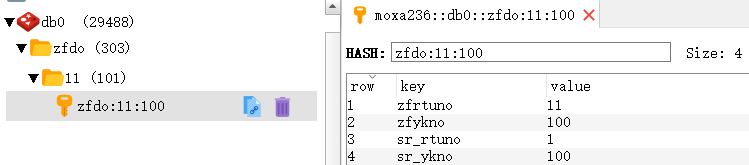 db0 (29488)
zfdo (303)
11 (101)
zfdo:11:100
moxa236::db0::zfdo:11:100
HASH: zfdo:11:100 Size: 4
row key value
1 zfrtuno 11
2 zfykno 100
3 sr_rtuno 1
4 sr_ykno 100